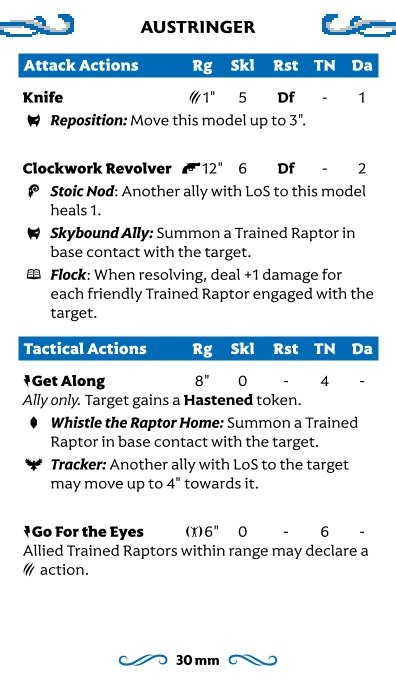 AUSTRINGER
Attack Actions Rg Skl Rst TN Da
Knife 1" 5 Df - 1
Reposition: Move this model up to 3".
Clockwork Revolver 12" 6 Df - 2
Stoic Nod: Another ally with LoS to this model
heals 1.
Skybound Ally: Summon a Trained Raptor in
base contact with the target.
Flock: When resolving, deal +1 damage for
each friendly Trained Raptor engaged with the
target.
Tactical Actions Rg Skl Rst TN Da
Get Along 8" 0 - 4 -
Ally only. Target gains a Hastened token.
Whistle the Raptor Home: Summon a Trained
Raptor in base contact with the target.
Tracker: Another ally with LoS to the target
may move up to 4" towards it.
Go For the Eyes 6" 0 - 6 -
Allied Trained Raptors within range may declare a
action.
30 mm